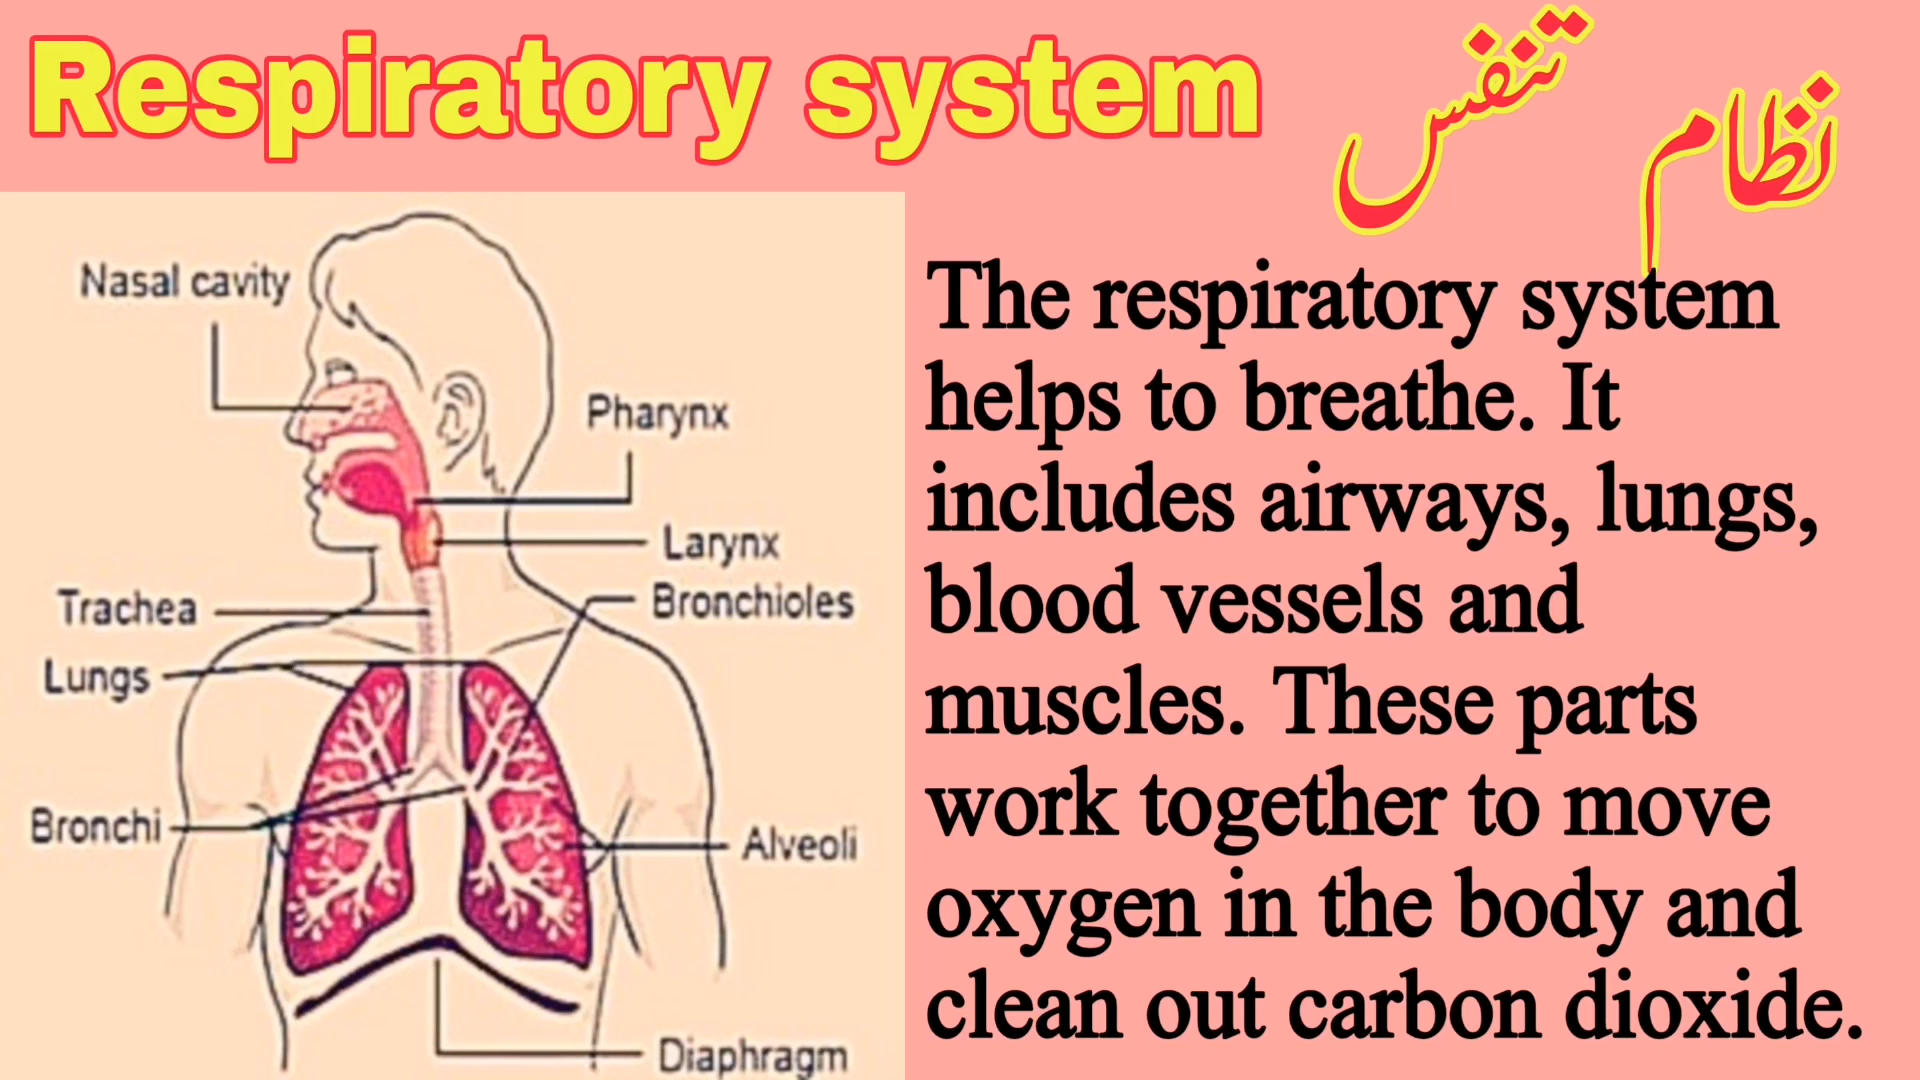 Respiratory system
نظام تنفس
Nasal cavity
Pharynx
Larynx
Trachea
Bronchioles
Lungs
Bronchi
Alveoli
Diaphragm
The respiratory system
helps to breathe. It
includes airways, lungs,
blood vessels and
muscles. These parts
work together to move
oxygen in the body and
clean out carbon dioxide.